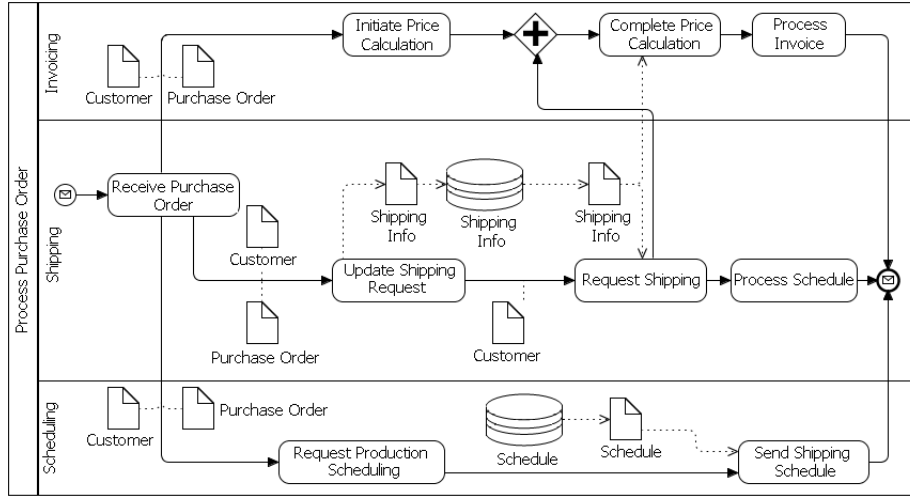 Process Purchase Order
Invoicing
Initiate Price
Calculation
Complete Price
Calculation
Process
Invoice
Customer
Purchase Order
Shipping
Receive Purchase
Order
Customer
Purchase Order
Shipping
Info
Shipping
Info
Shipping
Info
Update Shipping
Request
Request Shipping
Process Schedule
Customer
Scheduling
Customer
Purchase Order
Request Production
Scheduling
Schedule
Schedule
Send Shipping
Schedule